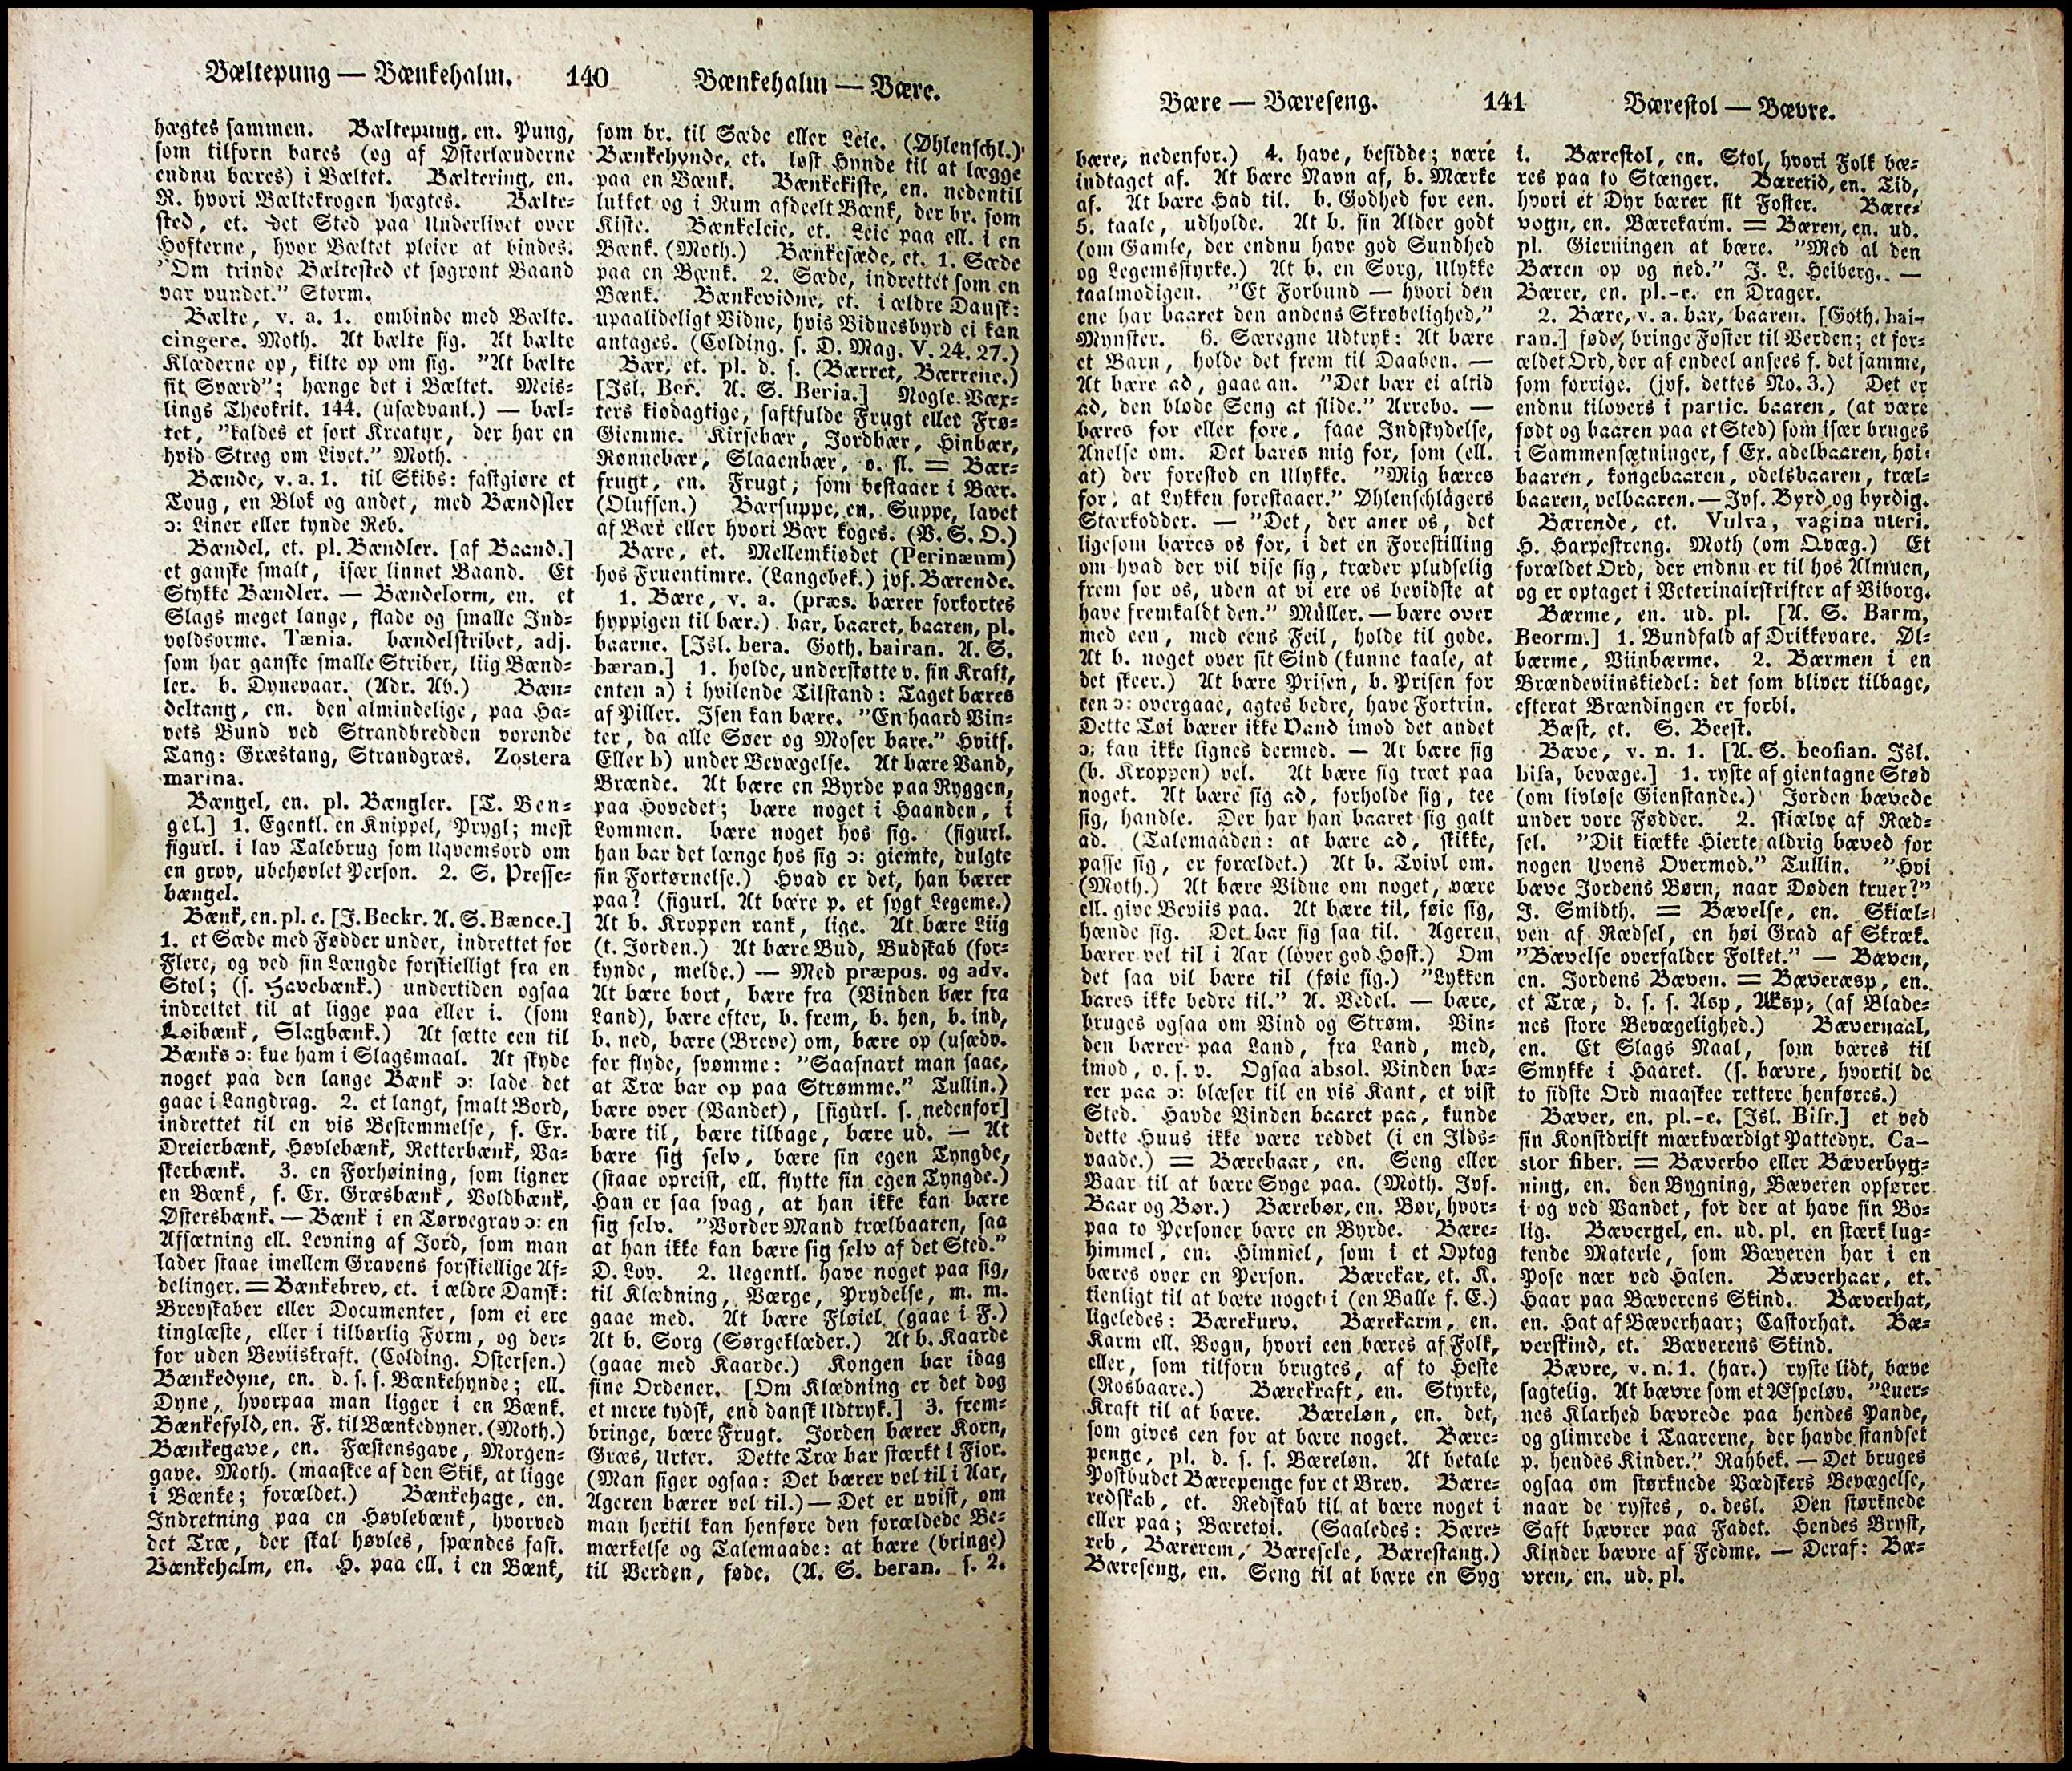 Bæltepung — Bænkehalm. 140 Bænkehalm — Bære.
hægtes sammen. Bæltepung, en. Pung,
som tilforn bares (og af Østerlænderne
endnu bæres) i Bæltet. Bæltering, en.
R. hvori Bæltekrogen hægtes. Bælte-
sted, et. det Sted paa Underlivet over
Hofterne, hvor Bæltet pleier at bindes.
"Om trinde Bæltested et søgrønt Baand
var vundet." Storm.
Bælte, v. a. 1. ombinde med Bælte.
cingere. Moth. At bælte sig. At bælte
Klæderne op, kilte op om sig. "At bælte
sit Sværd"; hænge det i Bæltet. Meis-
lings Theokrit. 144. (usædvanl.) — bæl-
tet, "kaldes et sort Kreatur, der har en
hvid Streg om Livet." Moth.
Bænde, v. a. 1. til Skibs: fastgiøre et
Toug, en Blok og andet, med Bændsler
ɔ: Liner eller tynde Reb.
Bændel, et. pl. Bændler. [af Baand.]
et ganske smalt, især linnet Baand. Et
Stykke Bændler. — Bændelorm, en. et
Slags meget lange, flade og smalle Ind-
voldsorme. Tænia. bændelstribet, adj.
som har ganske smalle Striber, liig Bænd-
ler. b. Dynevaar. (Adr. Av.) Bæn-
deltang, en. den almindelige, paa Ha-
vets Bund ved Strandbredden voxende
Tang: Græstang, Strandgræs. Zostera
marina.
Bængel, en. pl. Bængler. [T. Ben-
gel.] 1. Egentl. en Knippel, Prygl; mest
figurl. i lav Talebrug som Uqvemsord om
en grov, ubehøvlet Person. 2. S. Presse-
bængel.
Bænk, en. pl. e. [J. Beckr. A. S. Bænce.]
1. et Sæde med Fødder under, indrettet for
Flere, og ved sin Længde forskielligt fra en
Stol; (s. Havebænk.) undertiden ogsaa
indrettet til at ligge paa eller i. (som
Løibænk, Slagbænk.) At sætte een til
Bænks ɔ: kue ham i Slagsmaal. At skyde
noget paa den lange Bænk ɔ: lade det
gaae i Langdrag. 2. et langt, smalt Bord,
indrettet til en vis Bestemmelse, f. Ex.
Dreierbænk, Høvlebænk, Retterbænk, Va-
skerbænk. 3. en Forhøining, som ligner
en Bænk, f. Ex. Græsbænk, Voldbænk,
Østersbænk. — Bænk i en Tørvegrav ɔ: en
Afsætning ell. Levning af Jord, som man
lader staae imellem Gravens forskiellige Af-
delinger. = Bænkebrev, et. i ældre Dansk:
Brevskaber eller Documenter, som ei ere
tinglæste, eller i tilbørlig Form, og der-
for uden Beviiskraft. (Colding. Ostersen.)
Bænkedyne, en. d. s. s. Bænkehynde; ell.
Dyne, hvorpaa man ligger i en Bænk.
Bænkefyld, en. F. til Bænkedyner. (Moth.)
Bænkegave, en. Fæstensgave, Morgen-
gave. Moth. (maaskee af den Skik, at ligge
i Bænke; forældet.) Bænkehage, en.
Indretning paa en Høvlebænk, hvorved
det Træ, der skal høvles, spændes fast.
Bænkehalm, en. H. paa ell. i en Bænk,
som br. til Sæde eller Leie. (Øhlenschl.)
Bænkehynde, et. løst Hynde til at lægge
paa en Bænk. Bænkekiste, en. nedentil
lukket og i Rum afdeelt Bænk, der br. som
Kiste. Bænkeleie, et. Leie paa ell. i en
Bænk. (Moth.) Bænkesæde, et. 1. Sæde
paa en Bænk. 2. Sæde, indrettet som en
Bænk. Bænkevidne, et. i ældre Dansk:
upaalideligt Vidne, hvis Vidnesbyrd ei kan
antages. (Colding. s. D. Mag. V. 24. 27.)
Bær, et. pl. d. s. (Bærret, Bærrene.)
[Isl. Ber. A. S. Beria.] Nogle Væx-
ters kiødagtige, saftfulde Frugt eller Frø-
Giemme. Kirsebær, Jordbær, Hinbær,
Rønnebær, Slaaenbær, o. fl. = Bær-
frugt, en. Frugt, som bestaaer i Bær.
(Olufsen.) Bærsuppe, en. Suppe, lavet
af Bær eller hvori Bær koges. (V. S. O.)
Bære, et. Mellemkiødet (Perinæum)
hos Fruentimre. (Langebek.) jvf. Bærende.
1. Bære, v. a. (præs. bærer forkortes
hyppigen til bær.) bar, baaret, baaren, pl.
baarne. [Isl. bera. Goth. bairan. A. S.
bæran.] 1. holde, understøtte v. sin Kraft,
enten a) i hvilende Tilstand: Taget bæres
af Piller. Isen kan bære. "En haard Vin-
ter, da alle Søer og Moser bare." Hvitf.
Eller b) under Bevægelse. At bære Vand,
Brænde. At bære en Byrde paa Ryggen,
paa Hovedet; bære noget i Haanden, i
Lommen. bære noget hos sig. (figurl.
han bar det længe hos sig ɔ: giemte, dulgte
sin Fortørnelse.) Hvad er det, han bærer
paa? (figurl. At bære p. et sygt Legeme.)
At b. Kroppen rank, lige. At bære Liig
(t. Jorden.) At bære Bud, Budskab (for-
kynde, melde.) — Med præpos. og adv.
At bære bort, bære fra (Vinden bær fra
Land), bære efter, b. frem, b. hen, b. ind,
b. ned, bære (Breve) om, bære op (usædv.
for flyde, svømme: "Saasnart man saae,
at Træ bar op paa Strømme." Tullin.)
bære over (Vandet), [figurl. s. nedenfor]
bære til, bære tilbage, bære ud. — At
bære sig selv, bære sin egen Tyngde,
(staae opreist, ell. flytte sin egen Tyngde.)
Han er saa svag, at han ikke kan bære
sig selv. "Vorder Mand trælbaaren, saa
at han ikke kan bære sig selv af det Sted."
D. Lov. 2. Uegentl. have noget paa sig,
til Klædning, Værge, Prydelse, m. m.
gaae med. At bære Fløiel (gaae i F.)
At b. Sorg (Sørgeklæder.) At b. Kaarde
(gaae med Kaarde.) Kongen bar idag
sine Ordener. [Om Klædning er det dog
et mere tydsk, end dansk Udtryk.] 3. frem-
bringe, bære Frugt. Jorden bærer Korn,
Græs, Urter. Dette Træ bar stærkt i Fior.
(Man siger ogsaa: Det bærer vel til i Aar,
Ageren bærer vel til.) — Det er uvist, om
man hertil kan henføre den forældede Be-
mærkelse og Talemaade: at bære (bringe)
til Verden, føde. (A. S. beran. s. 2.
Bære — Bæreseng. 141 Bærestol — Bævre.
bære, nedenfor.) 4. have, besidde; være
indtaget af. At bære Navn af, b. Mærke
af. At bære Had til. b. Godhed for een.
5. taale, udholde. At b. sin Alder godt
(om Gamle, der endnu have god Sundhed
og Legemsstyrke.) At b. en Sorg, Ulykke
taalmodigen. "Et Forbund — hvori den
ene har baaret den andens Skrøbelighed,"
Mynster. 6. Særegne Udtryk: At bære
et Barn, holde det frem til Daaben. —
At bære ad, gaae an. "Det bær ei altid
ad, den bløde Seng at slide." Arrebo. —
bæres for eller fore, faae Indskydelse,
Anelse om. Det bares mig for, som (ell.
at) der forestod en Ulykke. "Mig bæres
for, at Lykken forestaaer." Øhlenschlägers
Stærkodder. — "Det, der aner os, det
ligesom bæres os for, i det en Forestilling
om hvad der vil vise sig, træder pludselig
frem for os, uden at vi ere os bevidste at
have fremkaldt den." Müller. — bære over
med een, med eens Feil, holde til gode.
At b. noget over sit Sind (kunne taale, at
det skeer.) At bære Prisen, b. Prisen for
een ɔ: overgaae, agtes bedre, have Fortrin.
Dette Tøi bærer ikke Vand imod det andet
ɔ: kan ikke lignes dermed. — At bære sig
(b. Kroppen) vel. At bære sig træt paa
noget. At bære sig ad, forholde sig, tee
sig, handle. Der har han baaret sig galt
ad. (Talemaaden: at bære ad, skikke,
passe sig, er forældet.) At b. Tvivl om.
(Moth.) At bære Vidne om noget, være
ell. give Beviis paa. At bære til, føie sig,
hænde sig. Det bar sig saa til. Ageren
bærer vel til i Aar (lover god Høst.) Om
det saa vil bære til (føie sig.) "Lykken
bares ikke bedre til." A. Vedel. — bære,
bruges ogsaa om Vind og Strøm. Vin-
den bærer paa Land, fra Land, med,
imod, o. s. v. Ogsaa absol. Vinden bæ-
rer paa ɔ: blæser til en vis Kant, et vist
Sted. Havde Vinden baaret paa, kunde
dette Huus ikke være reddet (i en Ilds-
vaade.) = Bærebaar, en. Seng eller
Baar til at bære Syge paa. (Moth. Jvf.
Baar og Bør.) Bærebør, en. Bør, hvor-
paa to Personer bære en Byrde. Bære-
himmel, en. Himmel, som i et Optog
bæres over en Person. Bærekar, et. K.
tienligt til at bære noget i (en Balle f. E.)
ligeledes: Bærekurv. Bærekarm, en.
Karm ell. Vogn, hvori een bæres af Folk,
eller, som tilforn brugtes, af to Heste
(Rosbaare.) Bærekraft, en. Styrke,
Kraft til at bære. Bæreløn, en. det,
som gives een for at bære noget. Bære-
penge, pl. d. s. s. Bæreløn. At betale
Postbudet Bærepenge for et Brev. Bære-
redskab, et. Redskab til at bære noget i
eller paa; Bæretøi. (Saaledes: Bære-
reb, Bærerem, Bæresele, Bærestang.)
Bæreseng, en. Seng til at bære en Syg
i. Bærestol, en. Stol, hvori Folk bæ-
res paa to Stænger. Bæretid, en. Tid,
hvori et Dyr bærer sit Foster. Bære-
vogn, en. Bærekarm. = Bæren, en. ud.
pl. Gierningen at bære. "Med al den
Bæren op og ned." J. L. Heiberg. —
Bærer, en. pl.-e. en Drager.
2. Bære, v. a. bar, baaren. [Goth. bai-
ran.] føde, bringe Foster til Verden; et for-
ældet Ord, der af endeel ansees f. det samme,
som forrige. (jvf. dettes No. 3.) Det er
endnu tilovers i partic. baaren, (at være
født og baaren paa et Sted) som især bruges
i Sammensætninger, f Ex. adelbaaren, høi-
baaren, kongebaaren, odelsbaaren, træl-
baaren, velbaaren. — Jvf. Byrd og byrdig.
Bærende, et. Vulva, vagina uteri.
H. Harpestreng. Moth (om Qvæg.) Et
forældet Ord, der endnu er til hos Almuen,
og er optaget i Veterinairskrifter af Viborg.
Bærme, en. ud. pl. [A. S. Barm,
Beorm.] 1. Bundfald af Drikkevare. Øl-
bærme, Viinbærme. 2. Bærmen i en
Brændeviinskiedel: det som bliver tilbage,
efterat Brændingen er forbi.
Bæst, et. S. Beest.
Bæve, v. n. 1. [A. S. beofian. Isl.
bifa, bevæge.] 1. ryste af gientagne Stød
(om livløse Gienstande.) Jorden bævede
under vore Fødder. 2. skiælve af Ræd-
sel. "Dit kiække Hierte aldrig bæved for
nogen Uvens Overmod." Tullin. "Hvi
bæve Jordens Børn, naar Døden truer?"
J. Smidth. = Bævelse, en. Skiæl-
ven af Rædsel, en høi Grad af Skræk.
"Bævelse overfalder Folket." — Bæven,
en. Jordens Bæven. = Bæveræsp, en.
et Træ, d. s. s. Asp, Æsp, (af Blade-
nes store Bevægelighed.) Bævernaal,
en. Et Slags Naal, som bæres til
Smykke i Haaret. (s. bævre, hvortil de
to sidste Ord maaskee rettere henføres.)
Bæver, en. pl.-e. [Isl. Bifr.] et ved
sin Konstdrift mærkværdigt Pattedyr. Ca-
stor fiber. = Bæverbo eller Bæverbyg-
ning, en. den Bygning, Bæveren opfører
i og ved Vandet, for der at have sin Bo-
lig. Bævergel, en. ud. pl. en stærk lug-
tende Materie, som Bæveren har i en
Pose nær ved Halen. Bæverhaar, et.
Haar paa Bæverens Skind. Bæverhat,
en. Hat af Bæverhaar; Castorhat. Bæ-
verskind, et. Bæverens Skind.
Bævre, v. n. 1. (har.) ryste lidt, bæve
sagtelig. At bævre som et Æspeløv. "Luer-
nes Klarhed bævrede paa hendes Pande,
og glimrede i Taarerne, der havde standset
p. hendes Kinder." Rahbek. — Det bruges
ogsaa om størknede Vædskers Bevægelse,
naar de rystes, o. desl. Den størknede
Saft bævrer paa Fadet. Hendes Bryst,
Kinder bævre af Fedme. — Deraf: Bæ-
vren, en. ud. pl.